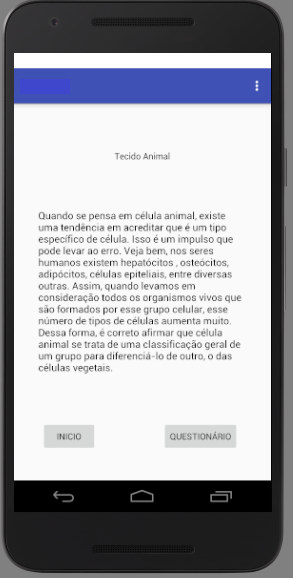 Tecido Animal
Quando se pensa em célula animal, existe
uma tendência em acreditar que é um tipo
específico de célula. Isso é um impulso que
pode levar ao erro. Veja bem, nos seres
humanos existem hepatócitos , osteócitos,
adipócitos, células epiteliais, entre diversas
outras. Assim, quando levamos em
consideração todos os organismos vivos que
são formados por esse grupo celular, esse
número de tipos de células aumenta muito.
Dessa forma, é correto afirmar que célula
animal se trata de uma classificação geral de
um grupo para diferenciá-lo de outro, o das
células vegetais.
INICIO
QUESTIONÁRIO